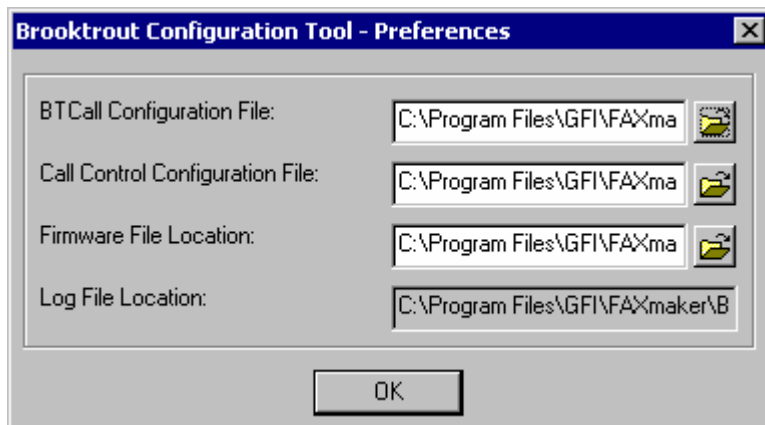 Brooktrout Configuration Tool - Preferences
BTCall Configuration File: C:\Program Files\GFI\FAXma
Call Control Configuration File: C:\Program Files\GFI\FAXma
Firmware File Location: C:\Program Files\GFI\FAXma
Log File Location: C:\Program Files\GFI\FAXmaker\B
OK